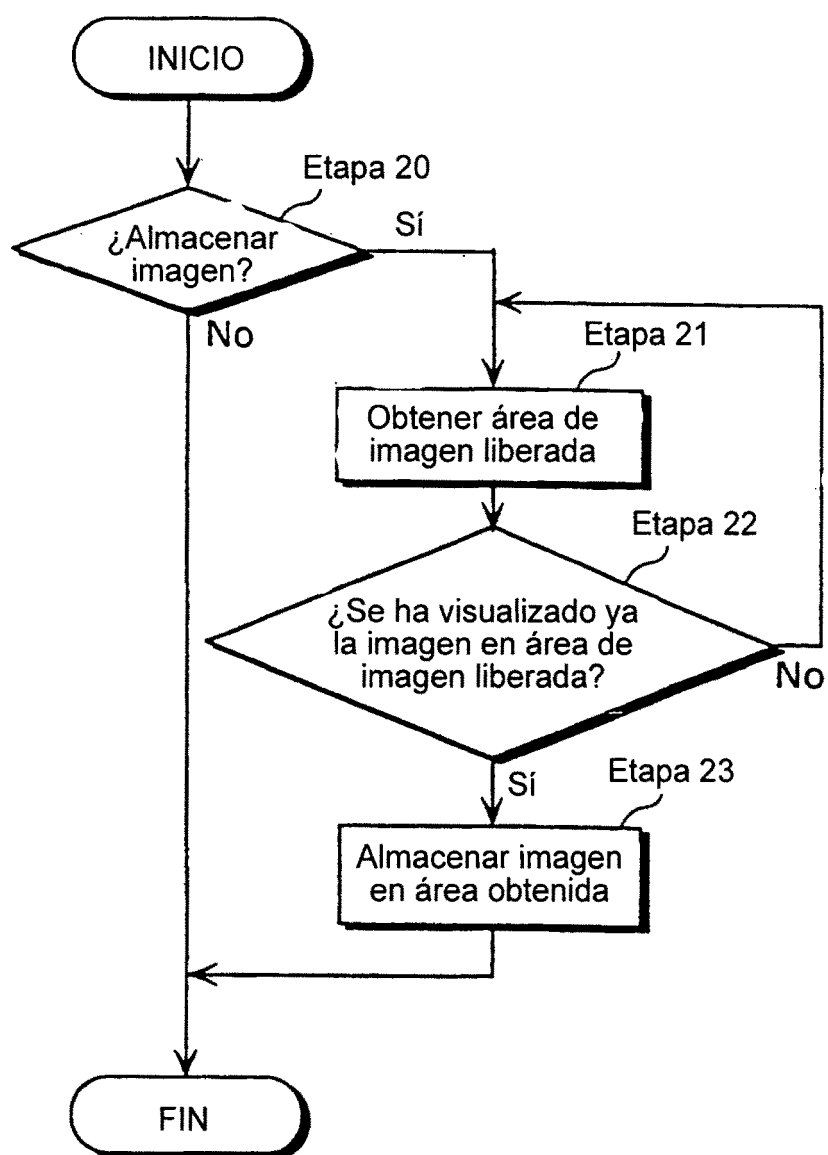 INICIO
Etapa 20
¿Almacenar
imagen?
Sí
No
Etapa 21
Obtener área de
imagen liberada
Etapa 22
¿Se ha visualizado ya
la imagen en área de
imagen liberada?
No
Sí
Etapa 23
Almacenar imagen
en área obtenida
FIN